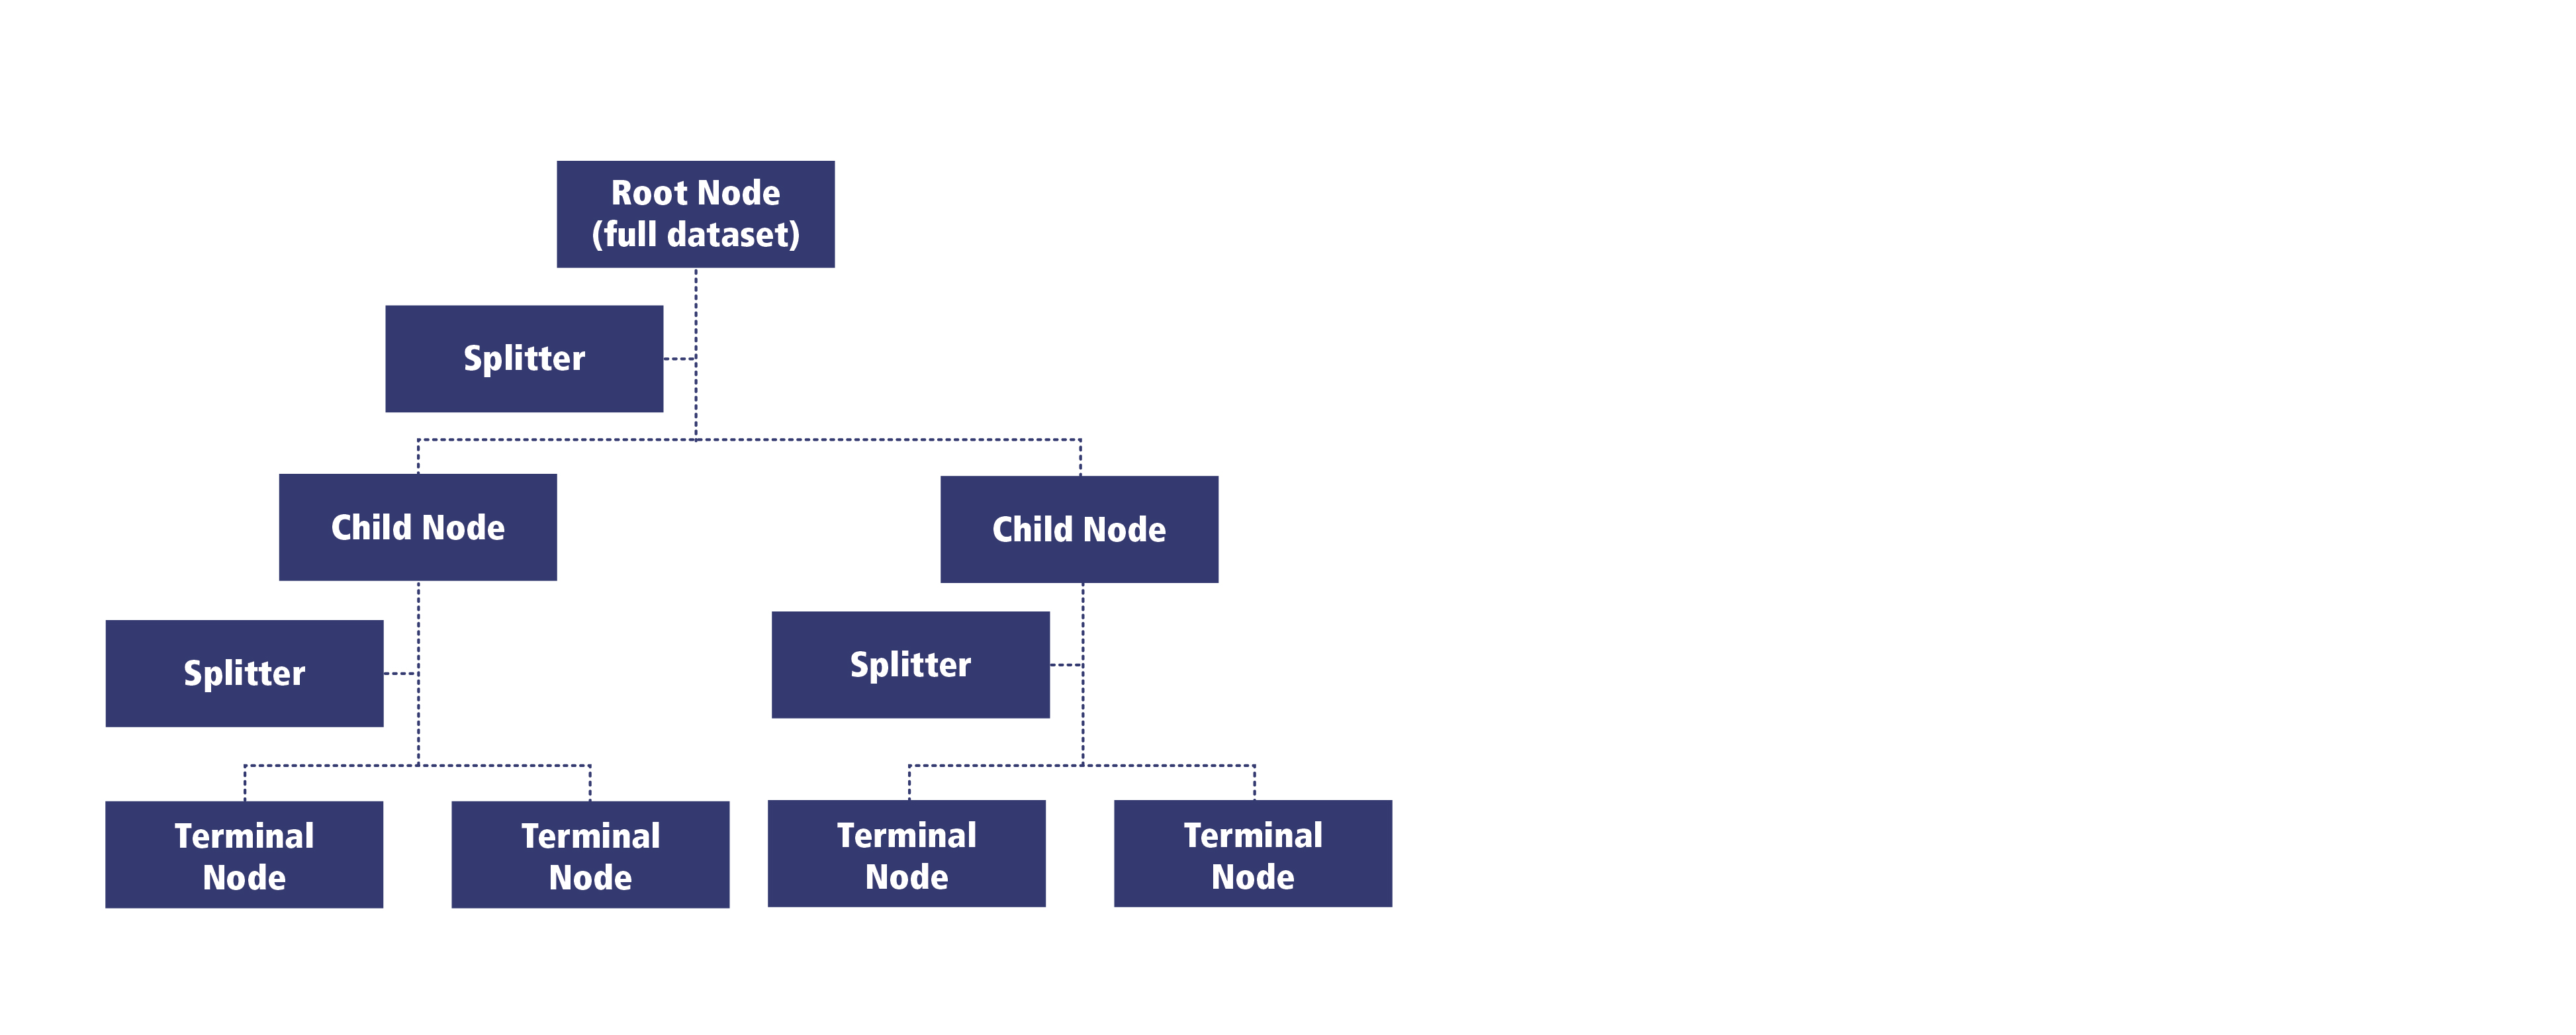 Root Node
(full dataset)
Splitter
Child Node
Child Node
Splitter
Splitter
Terminal
Node
Terminal
Node
Terminal
Node
Terminal
Node